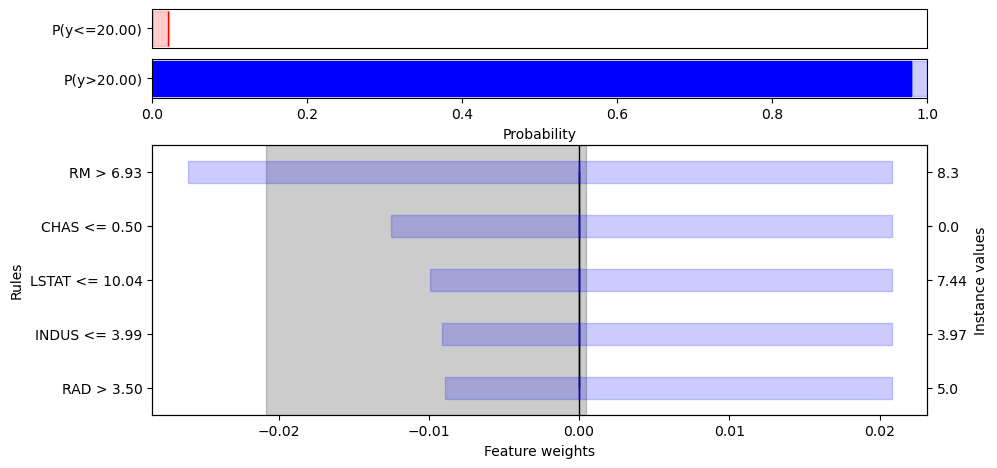 P(y<=20.00)
P(y>20.00)
0.0 0.2 0.4 0.6 0.8 1.0
Probability
Rules
RM > 6.93 8.3
CHAS <= 0.50 0.0
LSTAT <= 10.04 7.44
INDUS <= 3.99 3.97
RAD > 3.50 5.0
Instance values
−0.02 −0.01 0.00 0.01 0.02
Feature weights